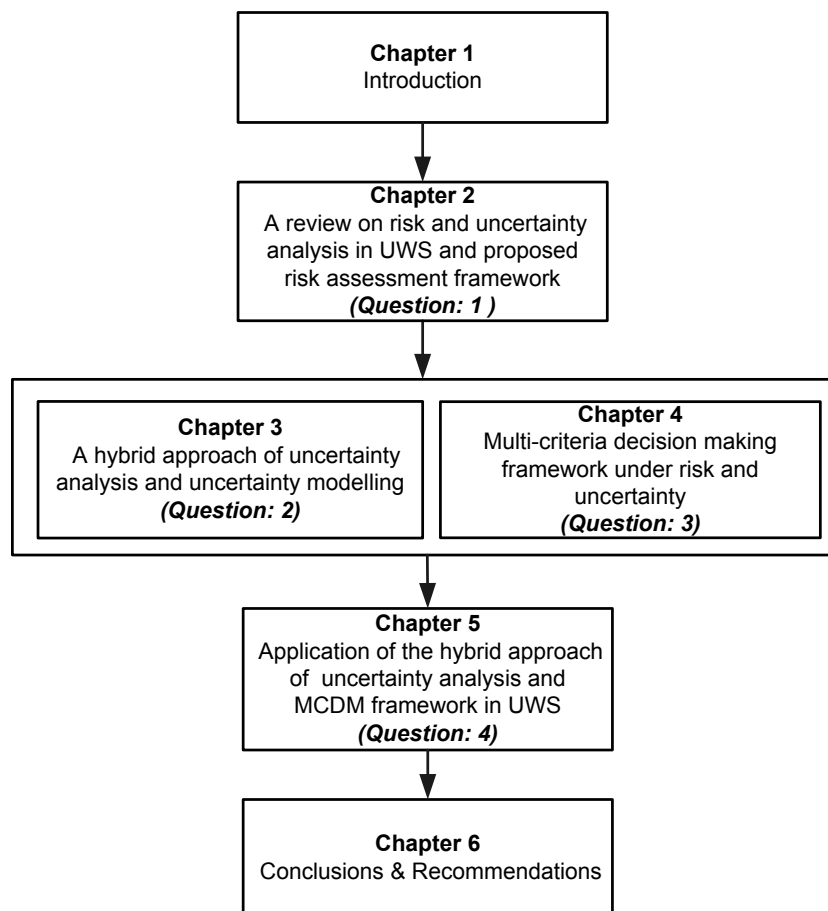 Chapter 1
Introduction
Chapter 2
A review on risk and uncertainty
analysis in UWS and proposed
risk assessment framework
(Question: 1 )
Chapter 3
A hybrid approach of uncertainty
analysis and uncertainty modelling
(Question: 2)
Chapter 4
Multi-criteria decision making
framework under risk and
uncertainty
(Question: 3)
Chapter 5
Application of the hybrid approach
of uncertainty analysis and
MCDM framework in UWS
(Question: 4)
Chapter 6
Conclusions & Recommendations